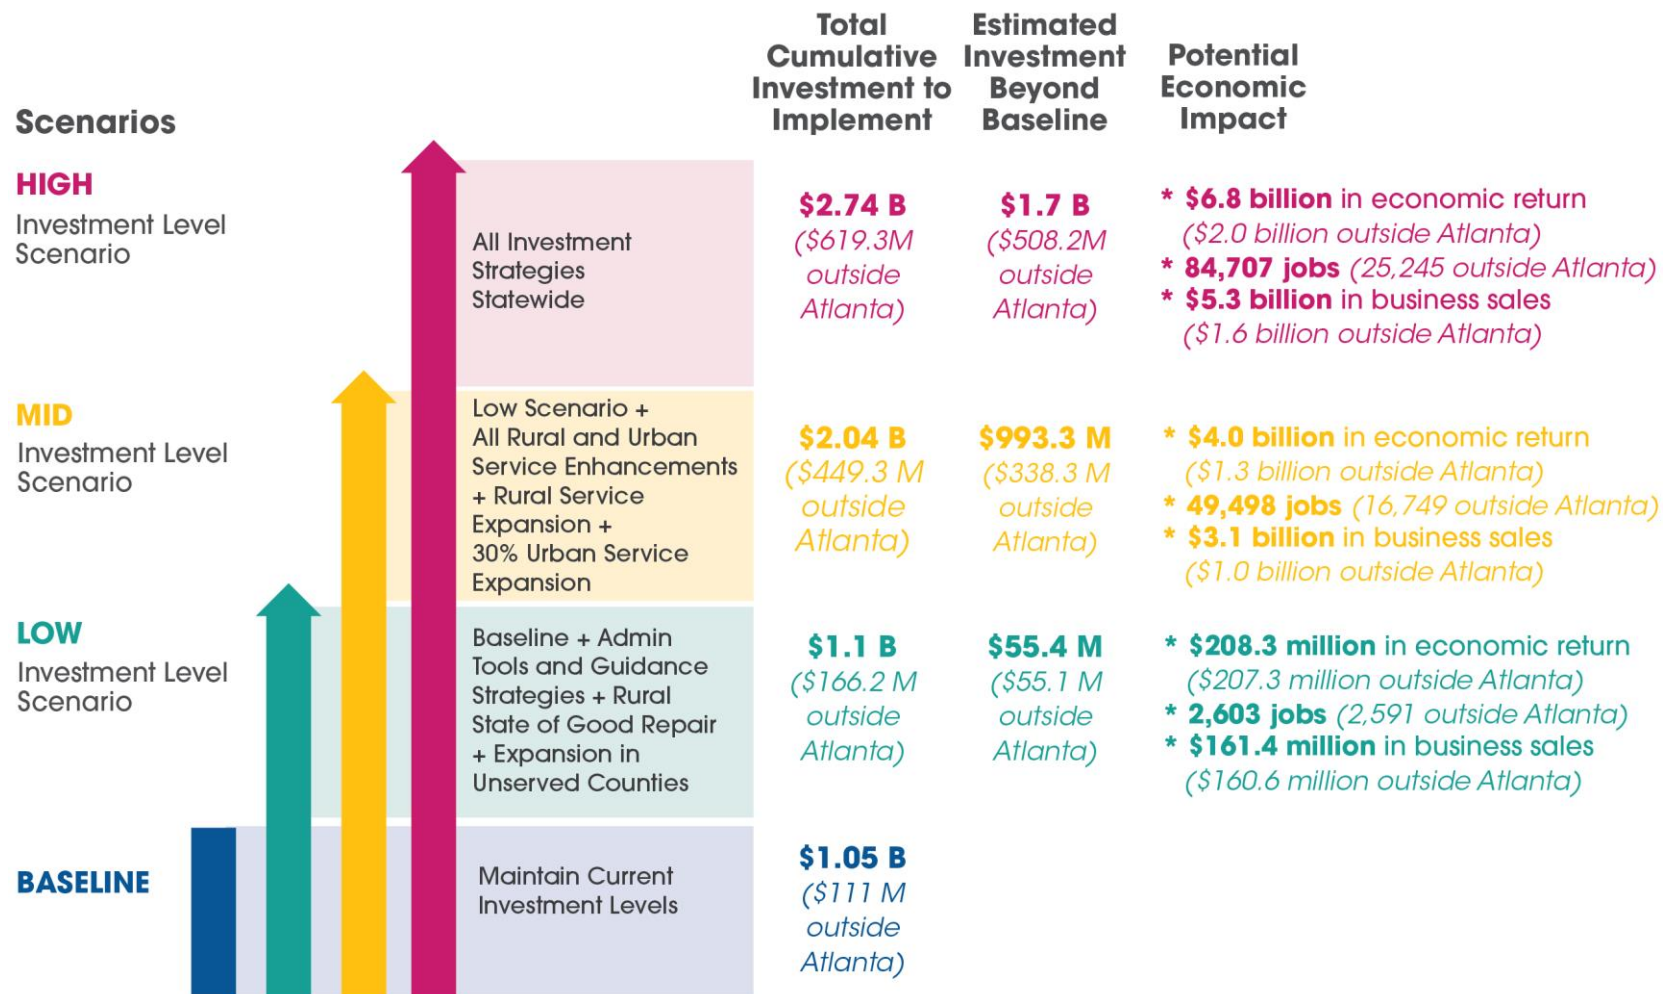 Total
Cumulative
Investment to
Implement
Estimated
Investment
Beyond
Baseline
Potential
Economic
Impact
Scenarios
HIGH
Investment Level
Scenario
All Investment
Strategies
Statewide
$2.74 B
($619.3M
outside
Atlanta)
$1.7 B
($508.2M
outside
Atlanta)
* $6.8 billion in economic return
($2.0 billion outside Atlanta)
* 84,707 jobs (25,245 outside Atlanta)
* $5.3 billion in business sales
($1.6 billion outside Atlanta)
MID
Investment Level
Scenario
Low Scenario +
All Rural and Urban
Service Enhancements
+ Rural Service
Expansion +
30% Urban Service
Expansion
$2.04 B
($449.3 M
outside
Atlanta)
$993.3 M
($338.3 M
outside
Atlanta)
* $4.0 billion in economic return
($1.3 billion outside Atlanta)
* 49,498 jobs (16,749 outside Atlanta)
* $3.1 billion in business sales
($1.0 billion outside Atlanta)
LOW
Investment Level
Scenario
Baseline + Admin
Tools and Guidance
Strategies + Rural
State of Good Repair
+ Expansion in
Unserved Counties
$1.1 B
($166.2 M
outside
Atlanta)
$55.4 M
($55.1 M
outside
Atlanta)
* $208.3 million in economic return
($207.3 million outside Atlanta)
* 2,603 jobs (2,591 outside Atlanta)
* $161.4 million in business sales
($160.6 million outside Atlanta)
BASELINE
Maintain Current
Investment Levels
$1.05 B
($111 M
outside
Atlanta)